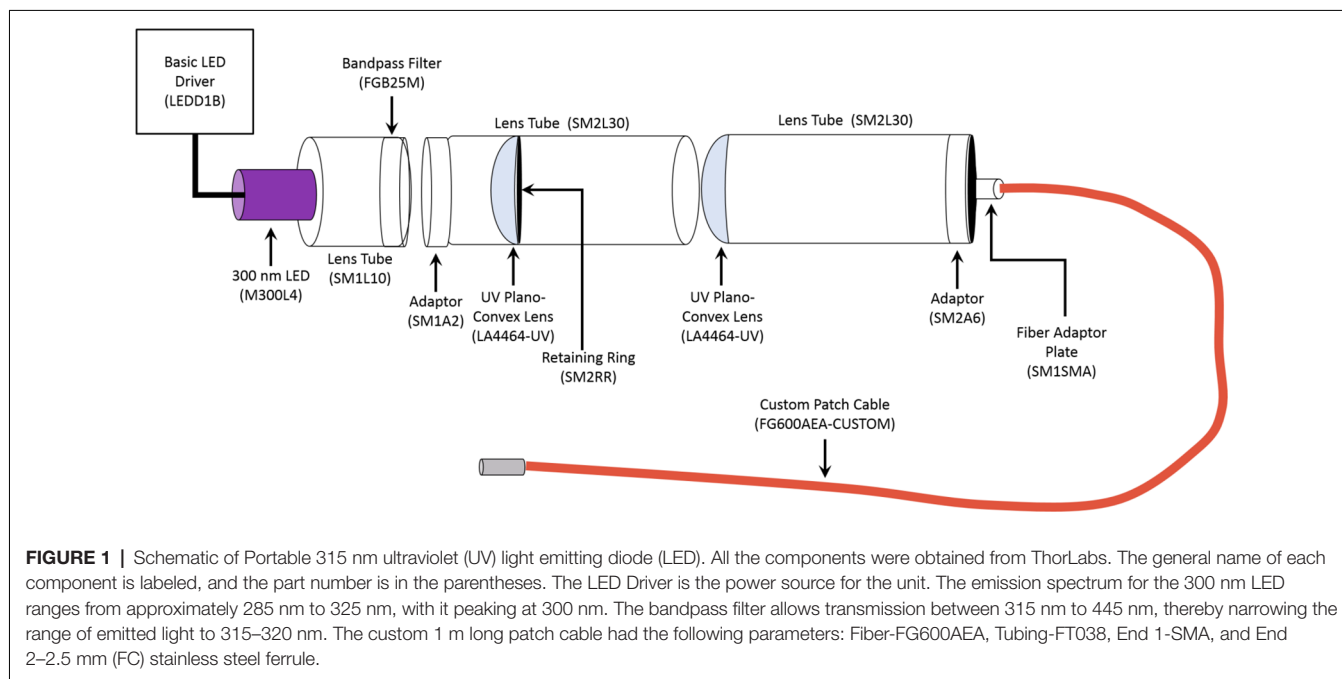 Basic LED
Driver
(LEDD1B)
Bandpass Filter
(FGB25M)
Lens Tube (SM2L30)
Lens Tube (SM2L30)
300 nm LED
(M300L4)
Lens Tube
(SM1L10)
Adaptor
(SM1A2)
UV Plano-
Convex Lens
(LA4464-UV)
Retaining Ring
(SM2RR)
UV Plano-
Convex Lens
(LA4464-UV)
Adaptor
(SM2A6)
Fiber Adaptor
Plate
(SM1SMA)
Custom Patch Cable
(FG600AEA-CUSTOM)
FIGURE 1 | Schematic of Portable 315 nm ultraviolet (UV) light emitting diode (LED). All the components were obtained from ThorLabs. The general name of each
component is labeled, and the part number is in the parentheses. The LED Driver is the power source for the unit. The emission spectrum for the 300 nm LED
ranges from approximately 285 nm to 325 nm, with it peaking at 300 nm. The bandpass filter allows transmission between 315 nm to 445 nm, thereby narrowing the
range of emitted light to 315–320 nm. The custom 1 m long patch cable had the following parameters: Fiber-FG600AEA, Tubing-FT038, End 1-SMA, and End
2–2.5 mm (FC) stainless steel ferrule.